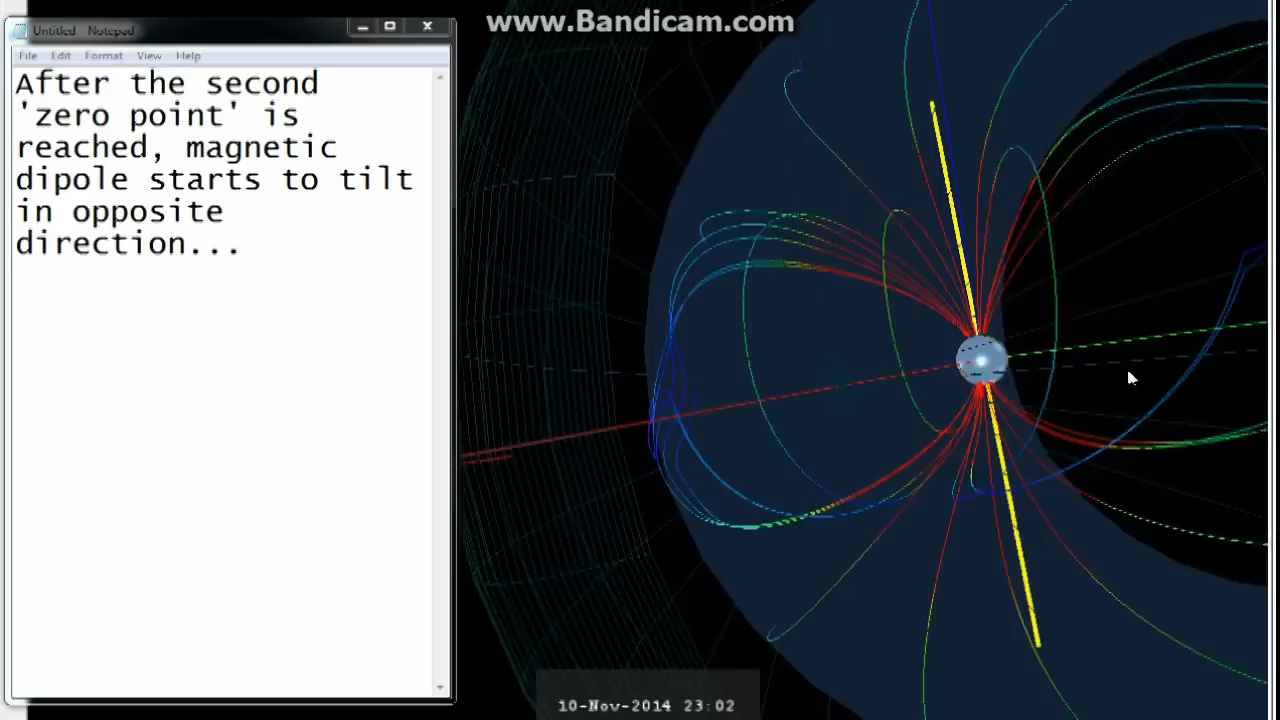 www.Bandicam.com
Untitled Notepad
File Edit Format View Help
After the second
'zero point' is
reached, magnetic
dipole starts to tilt
in opposite
direction...
10-Nov-2014 23:02